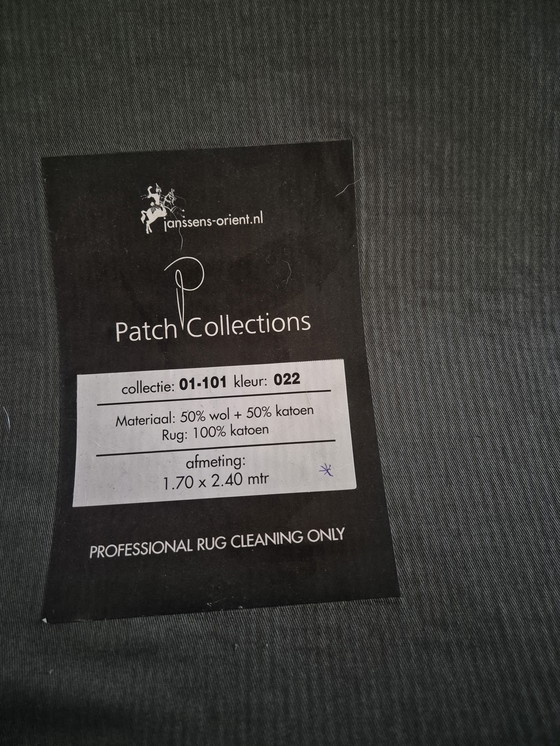 janssens-orient.nl
Patch Collections
collectie: 01-101 kleur: 022
Materiaal: 50% wol + 50% katoen
Rug: 100% katoen
afmeting:
1.70 x 2.40 mtr
PROFESSIONAL RUG CLEANING ONLY